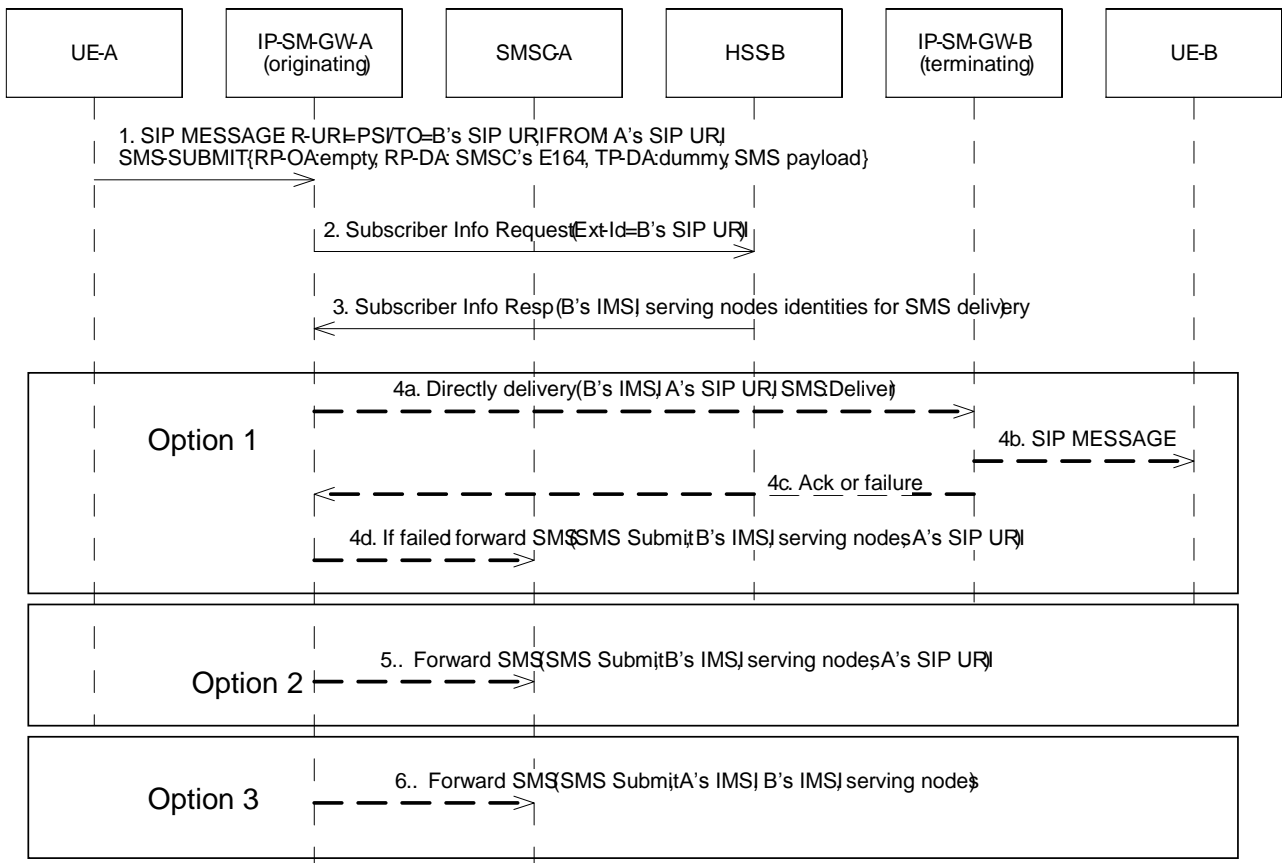 UE-A
IP-SM-GW-A
(originating)
SMSC-A
HSS-B
IP-SM-GW-B
(terminating)
UE-B
1. SIP MESSAGE R-URI=PSI/TO=B's SIP URI, FROM: A's SIP URI,
SMS-SUBMIT{RP-OA:empty, RP-DA: SMSC's E164, TP-DA:dummy, SMS payload}
2. Subscriber Info Request(Ext-Id=B's SIP URI)
3. Subscriber Info Resp(B's IMSI, serving nodes identities for SMS delivery)
Option 1
4a. Directly delivery(B's IMSI, A's SIP URI, SMS:Deliver)
4b. SIP MESSAGE
4c. Ack or failure
4d. If failed forward SMS(SMS Submit, B's IMSI, serving nodes, A's SIP URI)
Option 2
5.. Forward SMS(SMS Submit, B's IMSI, serving nodes, A's SIP URI)
Option 3
6.. Forward SMS(SMS Submit, A's IMSI, B's IMSI, serving nodes)